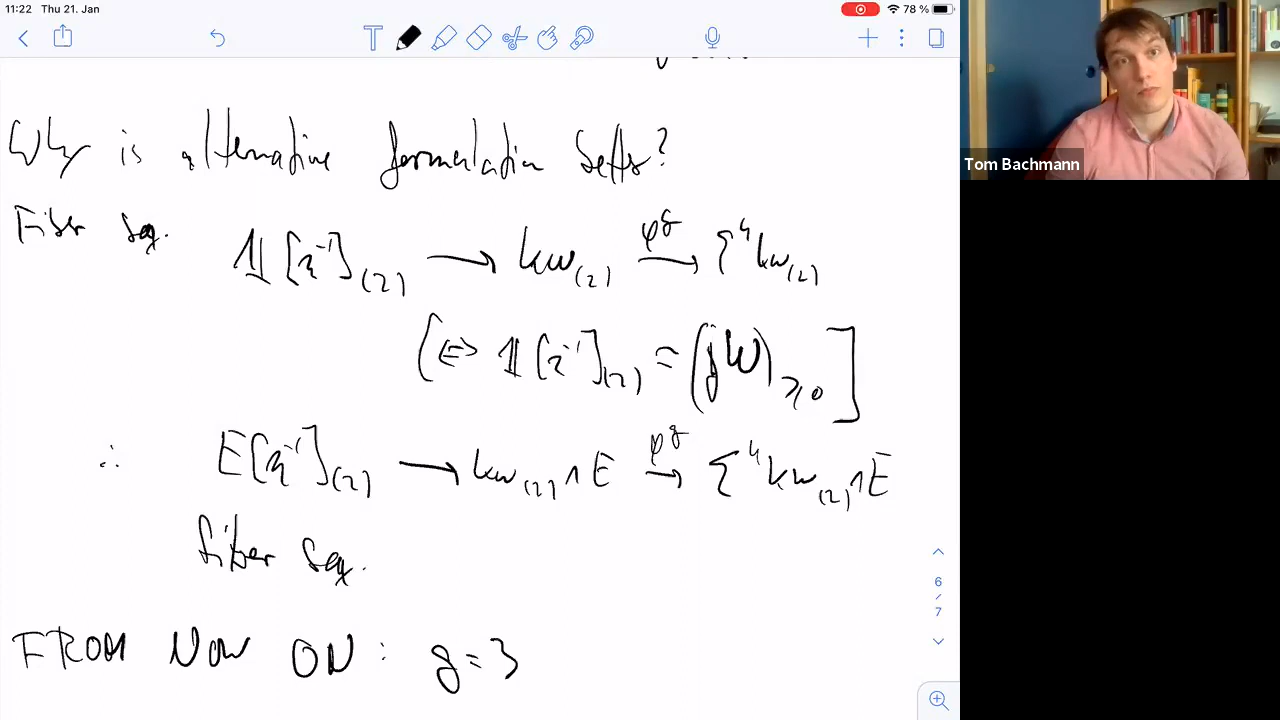 11:22 Thu 21. Jan 78 %
Why is alternative formulation better?
Fiber seq. 𝟙[η⁻¹]₍₂₎ ⟶ kw₍₂₎ —φ^g→ Σ⁴kw₍₂₎
(⇔ 𝟙[η⁻¹]₍₂₎ = (jW)≥0]
∴ E[η⁻¹]₍₂₎ ⟶ kw₍₂₎∧E —φ^g→ Σ⁴kw₍₂₎∧E
fiber seq.
FROM NOW ON: g=3
6
/
7
Tom Bachmann